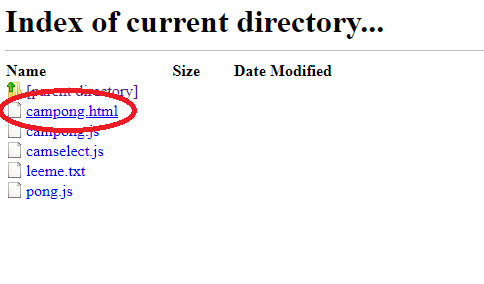 Index of current directory...
Name Size Date Modified
[parent directory]
campong.html
campong.js
camselect.js
leeme.txt
pong.js